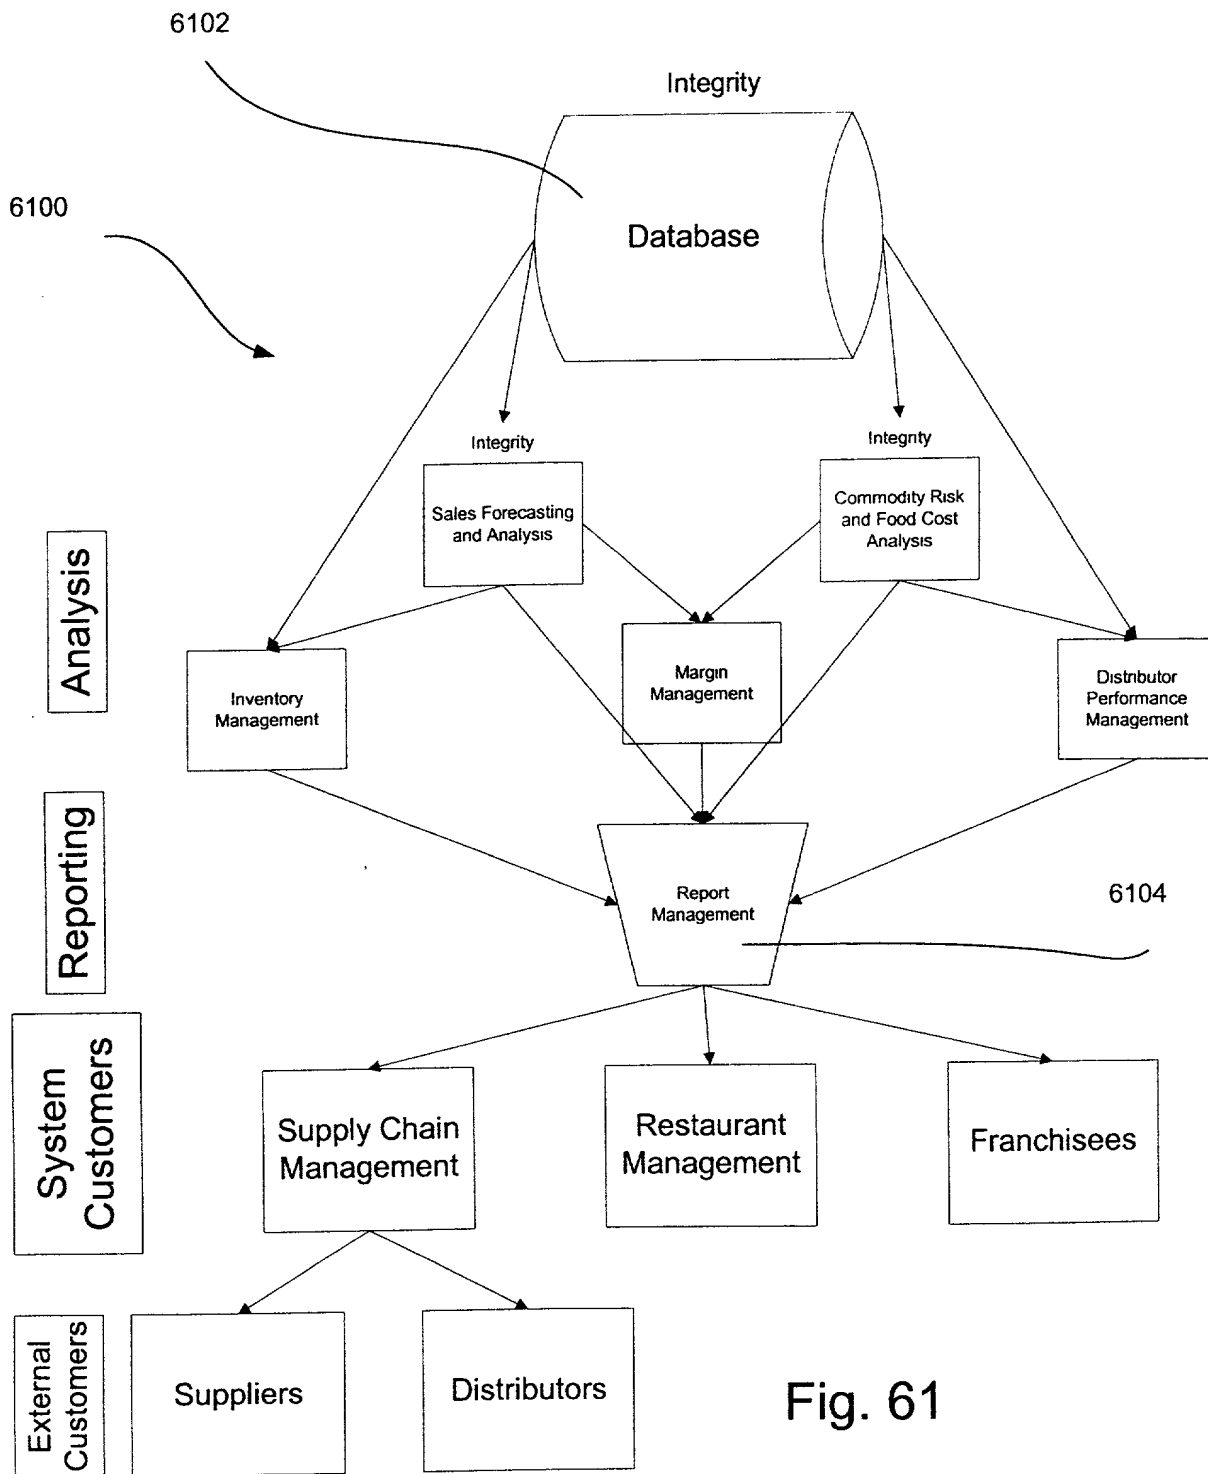 6102
Integrity
6100
Database
Integrity
Integrity
Sales Forecasting
and Analysis
Commodity Risk
and Food Cost
Analysis
Analysis
Inventory
Management
Margin
Management
Distributor
Performance
Management
Reporting
Report
Management
6104
System
Customers
Supply Chain
Management
Restaurant
Management
Franchisees
External
Customers
Suppliers
Distributors
Fig. 61